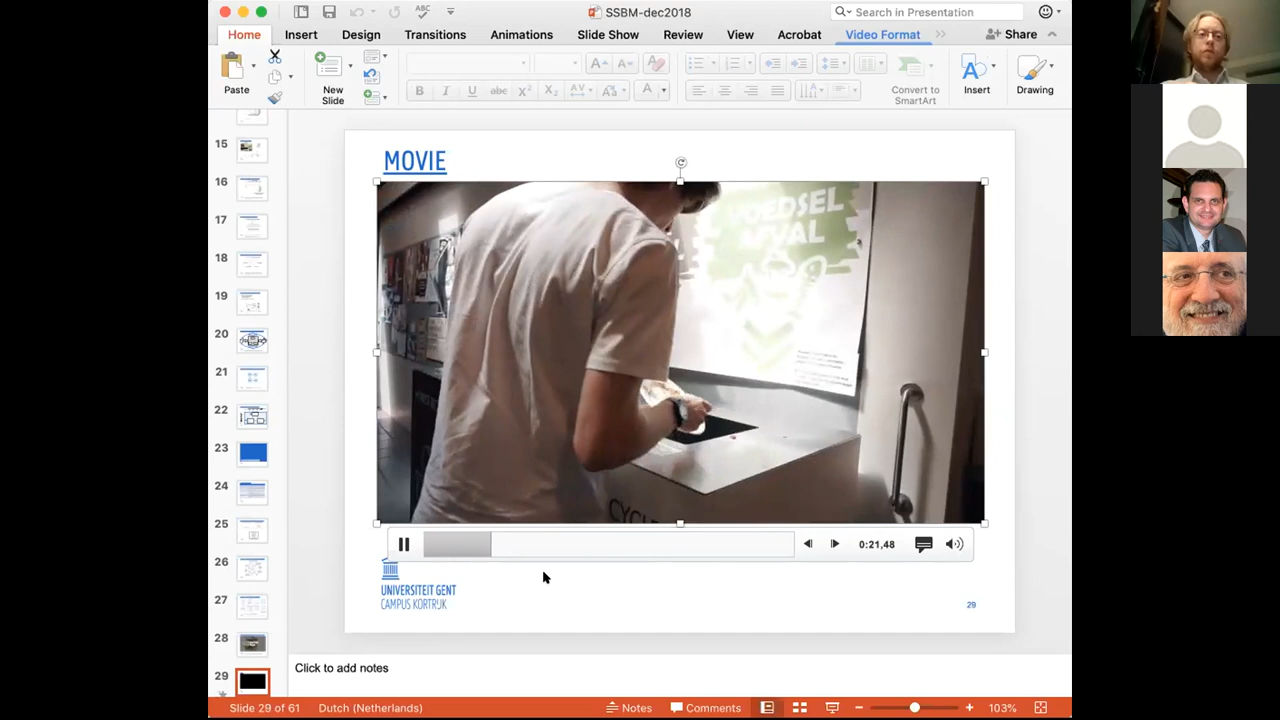 SSBM-dec2018
Search in Presentation
Home
Insert
Design
Transitions
Animations
Slide Show
Review
View
Acrobat
Video Format
Share
Paste
New
Slide
Convert to
SmartArt
Insert
Drawing
15
16
17
18
19
20
21
22
23
24
25
26
27
28
29
MOVIE
VOEDSEL
CYCLE
0:21,48
UNIVERSITEIT GENT
CAMPUS KORTRIJK
29
Click to add notes
Slide 29 of 61
Dutch (Netherlands)
Notes
Comments
103%